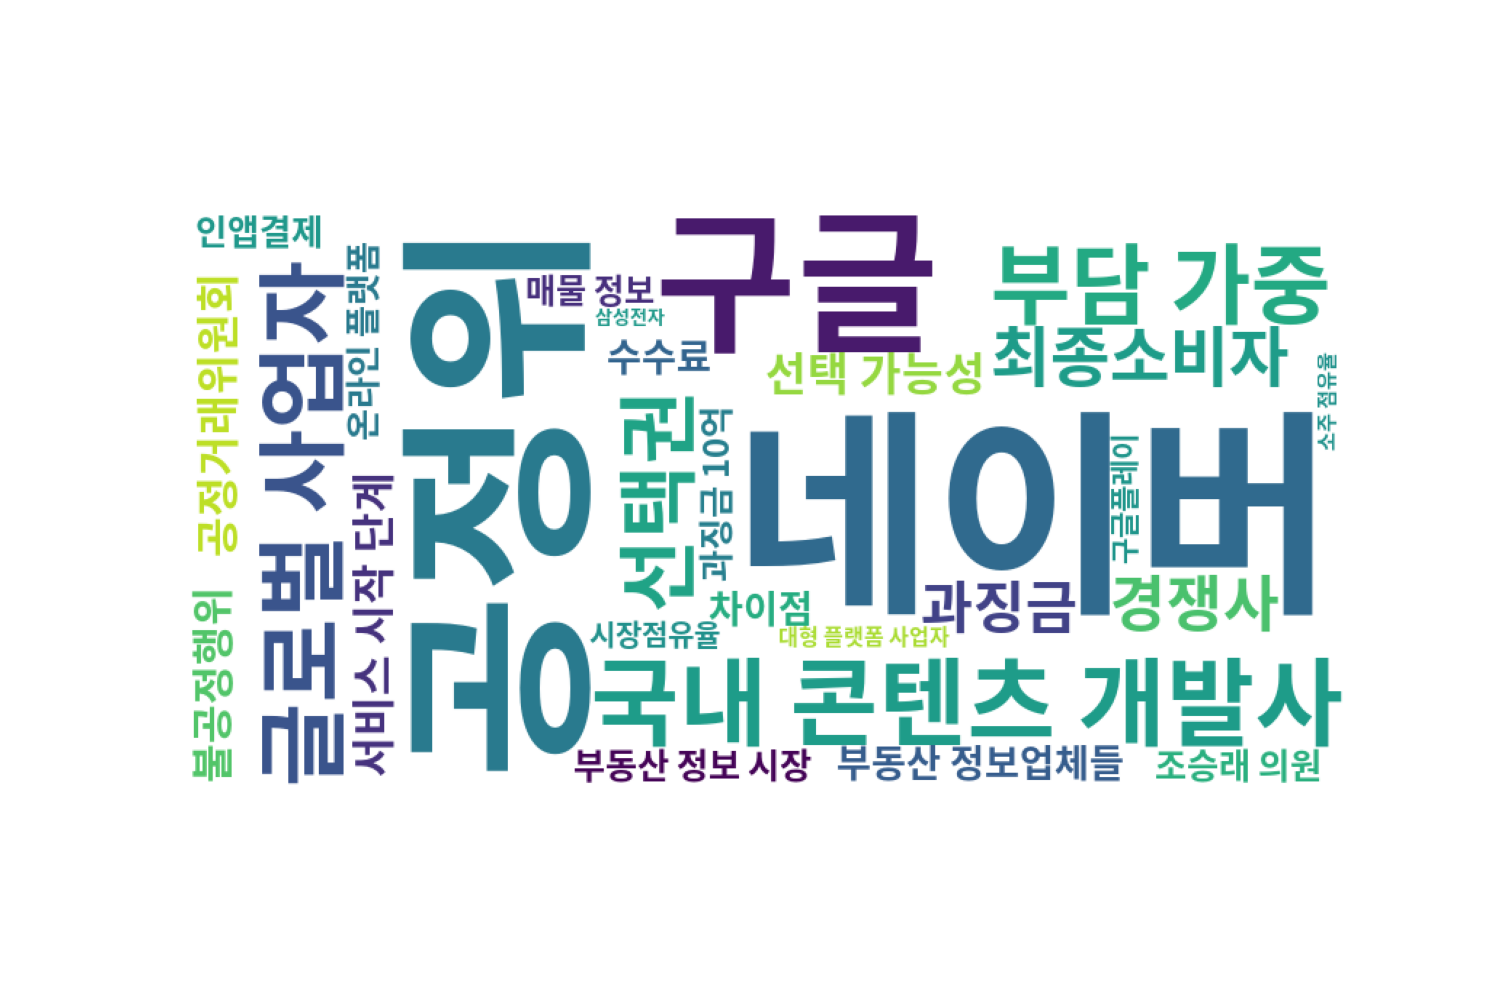 인앱결제
공정거래위원회
불공정행위
글로벌 사업자
온라인 플랫폼
서비스 시작 단계
공정위
매물 정보
삼성전자
수수료
구글
선택 가능성
부담 가중
최종소비자
소주 점유율
선택권
과징금 10억
네이버
구글플레이
차이점
과징금
경쟁사
시장점유율
대형 플랫폼 사업자
국내 콘텐츠 개발사
부동산 정보 시장
부동산 정보업체들
조승래 의원